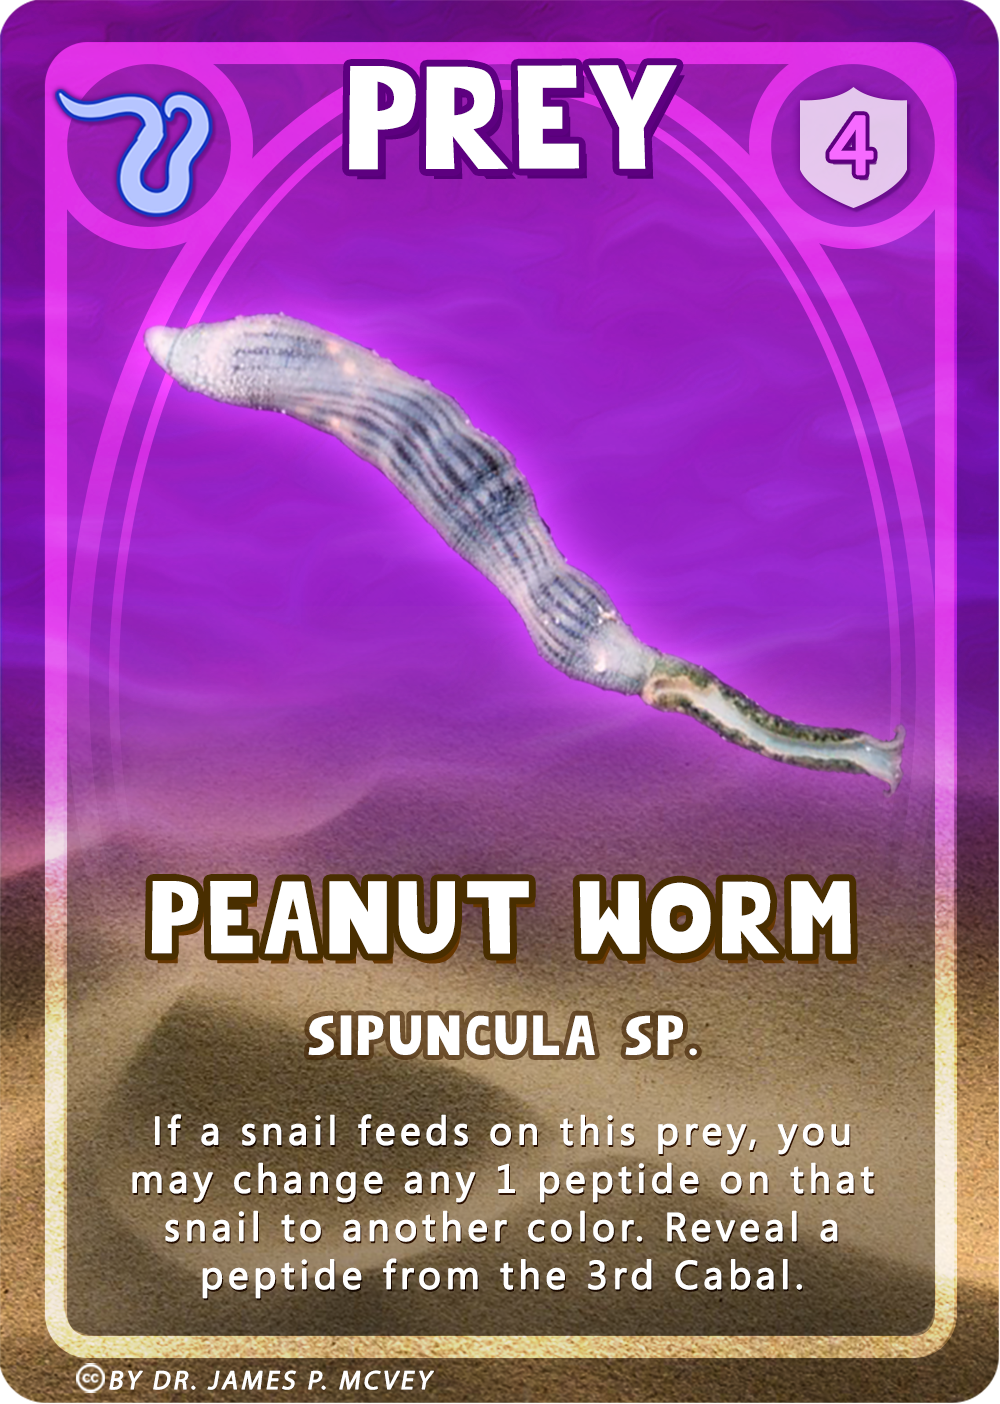 PREY
4
PEANUT WORM
SIPUNCULA SP.
If a snail feeds on this prey, you
may change any 1 peptide on that
snail to another color. Reveal a
peptide from the 3rd Cabal.
cc BY DR. JAMES P. MCVEY